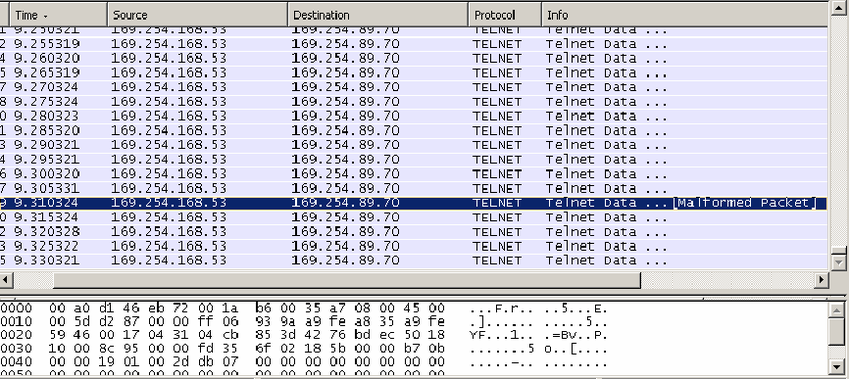 Time Source Destination Protocol Info
1 9.250321 169.254.168.53 169.254.89.70 TELNET Telnet Data ...
2 9.255319 169.254.168.53 169.254.89.70 TELNET Telnet Data ...
4 9.260320 169.254.168.53 169.254.89.70 TELNET Telnet Data ...
5 9.265319 169.254.168.53 169.254.89.70 TELNET Telnet Data ...
7 9.270324 169.254.168.53 169.254.89.70 TELNET Telnet Data ...
8 9.275324 169.254.168.53 169.254.89.70 TELNET Telnet Data ...
0 9.280323 169.254.168.53 169.254.89.70 TELNET Telnet Data ...
1 9.285320 169.254.168.53 169.254.89.70 TELNET Telnet Data ...
3 9.290321 169.254.168.53 169.254.89.70 TELNET Telnet Data ...
4 9.295321 169.254.168.53 169.254.89.70 TELNET Telnet Data ...
6 9.300320 169.254.168.53 169.254.89.70 TELNET Telnet Data ...
7 9.305331 169.254.168.53 169.254.89.70 TELNET Telnet Data ...
9 9.310324 169.254.168.53 169.254.89.70 TELNET Telnet Data ...[Malformed Packet]
0 9.315324 169.254.168.53 169.254.89.70 TELNET Telnet Data ...
2 9.320328 169.254.168.53 169.254.89.70 TELNET Telnet Data ...
3 9.325322 169.254.168.53 169.254.89.70 TELNET Telnet Data ...
5 9.330321 169.254.168.53 169.254.89.70 TELNET Telnet Data ...
0000 00 a0 d1 46 eb 72 00 1a b6 00 35 a7 08 00 45 00 ...F.r.. ..5...E.
0010 00 5d d2 87 00 00 ff 06 93 9a a9 fe a8 35 a9 fe .]...... .....5..
0020 59 46 00 17 04 31 04 cb 85 3d 42 76 bd ec 50 18 YF...1.. .=Bv..P.
0030 10 00 8c 95 00 00 fd 35 6f 02 18 5b 00 00 b7 0b .......5 o..[....
0040 00 00 19 01 00 2d db 07 00 00 00 00 00 00 00 00 .....-.. ........
0050 00 00 00 00 00 00 00 00 00 00 00 00 00 00 00 00